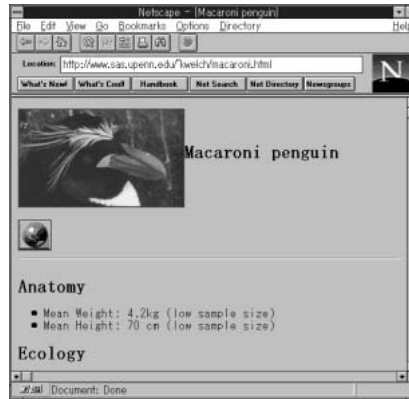 Netscape - [Macaroni penguin]
File Edit View Go Bookmarks Options Directory Help
Location: http://www.sas.upenn.edu/~kwelch/macaroni.html
What's New! What's Cool! Handbook Net Search Net Directory Newsgroups
N
Macaroni penguin
Anatomy
Mean Weight: 4.2kg (low sample size)
Mean Height: 70 cm (low sample size)
Ecology
Document: Done